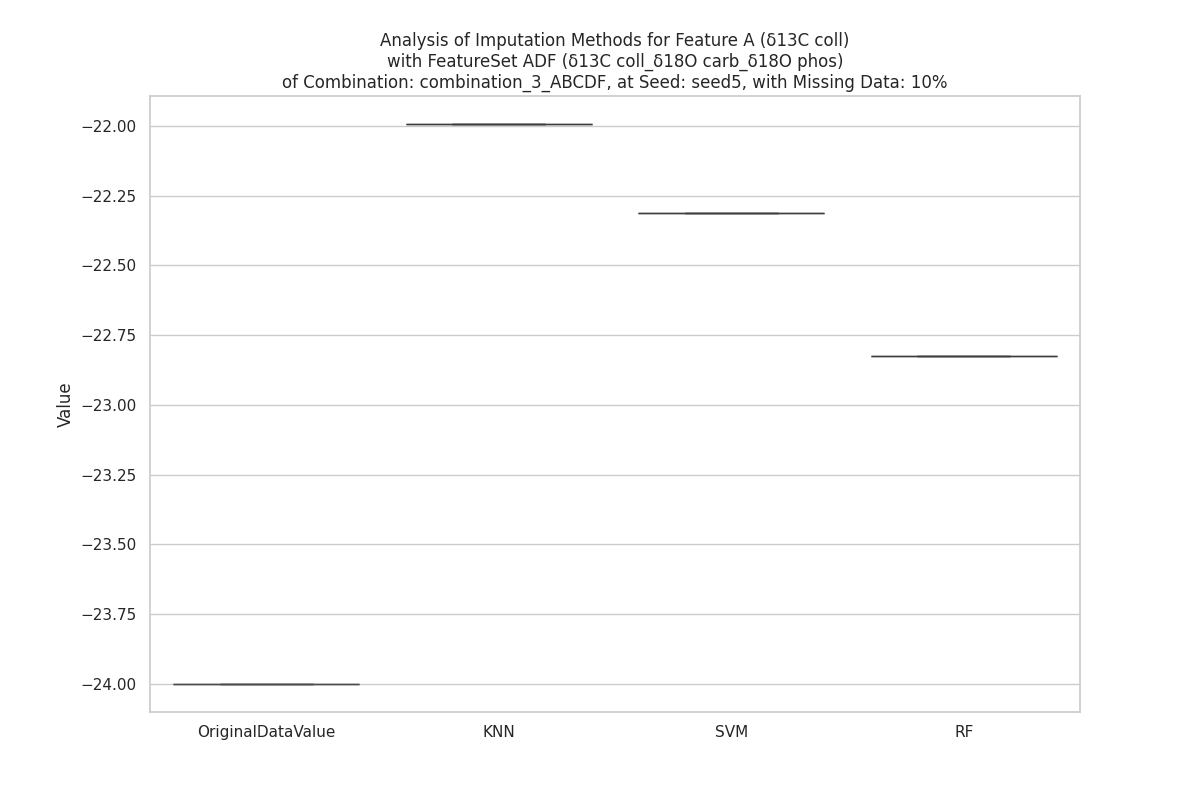 Analysis of Imputation Methods for Feature A (δ13C coll)
with FeatureSet ADF (δ13C coll_δ18O carb_δ18O phos)
of Combination: combination_3_ABCDF, at Seed: seed5, with Missing Data: 10%
−22.00
−22.25
−22.50
−22.75
−23.00
−23.25
−23.50
−23.75
−24.00
Value
OriginalDataValue
KNN
SVM
RF